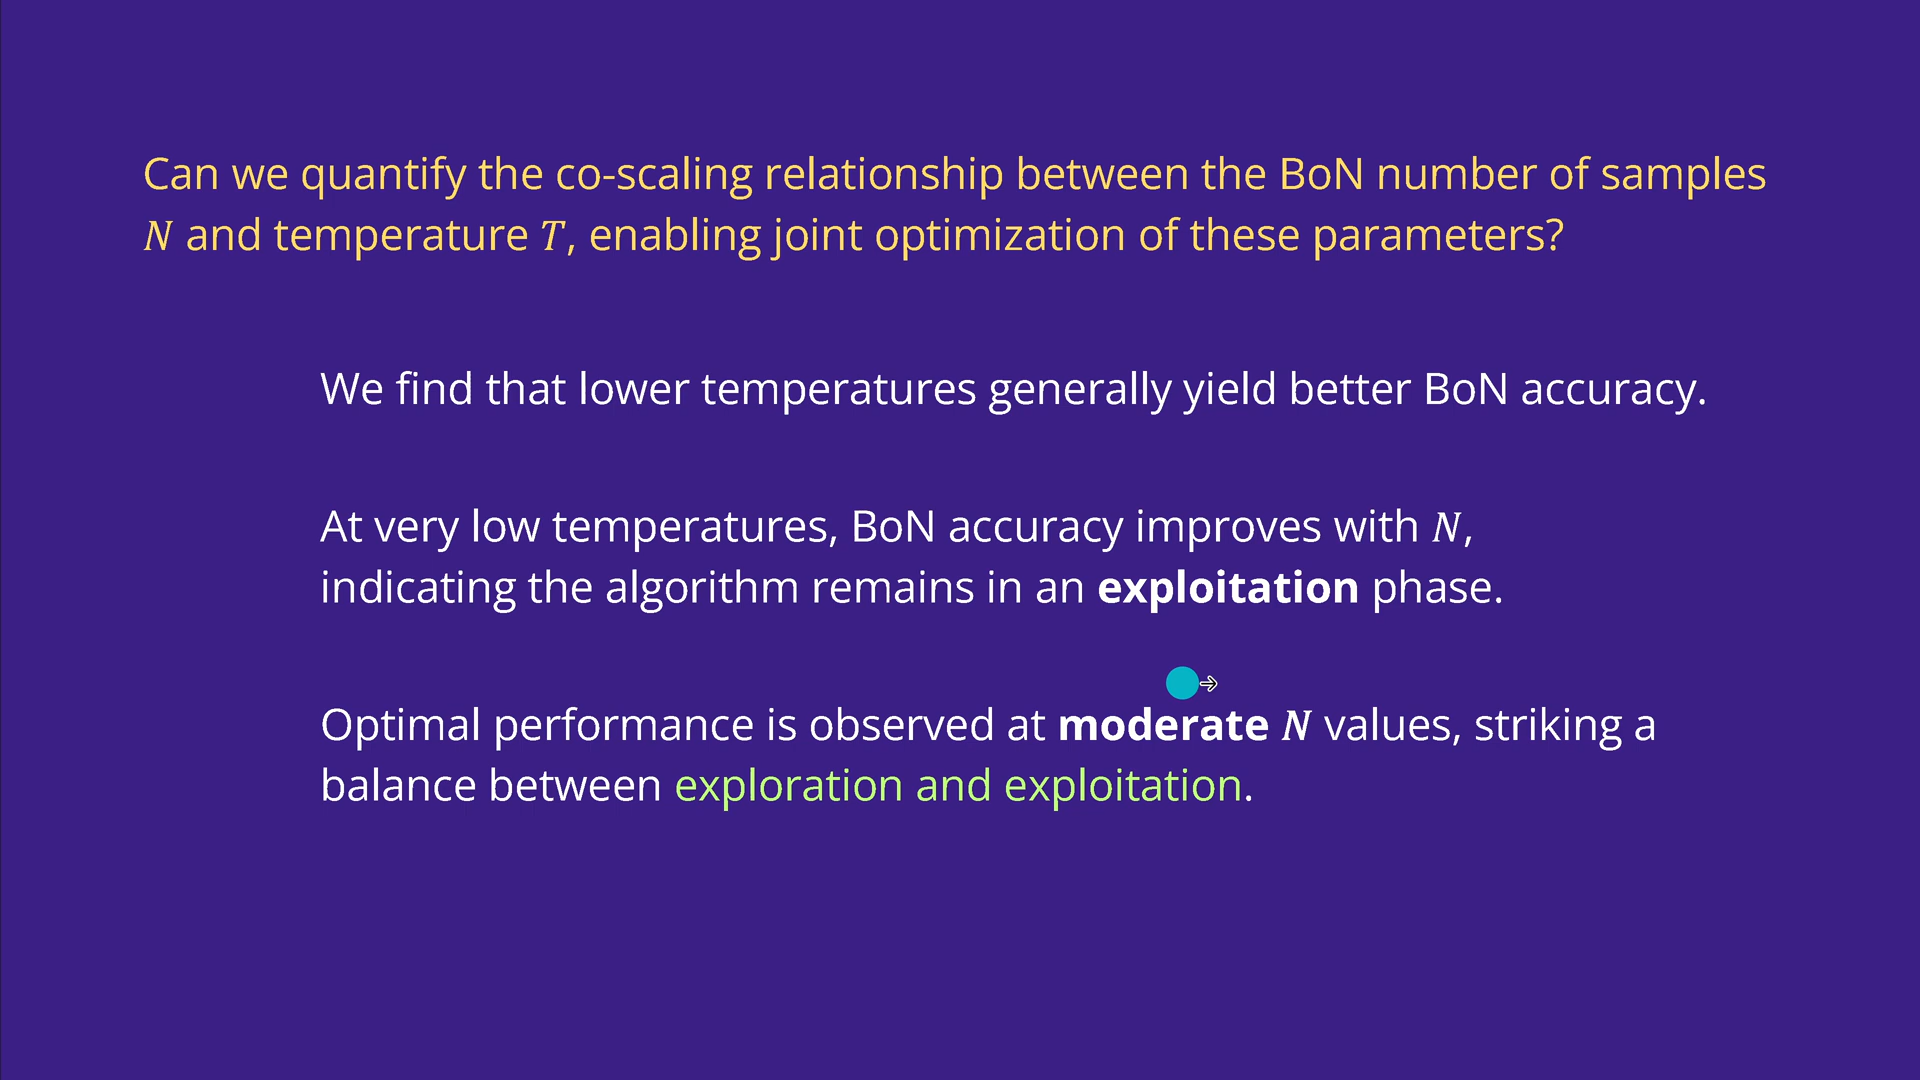 Can we quantify the co-scaling relationship between the BoN number of samples
N and temperature T, enabling joint optimization of these parameters?
We find that lower temperatures generally yield better BoN accuracy.
At very low temperatures, BoN accuracy improves with N,
indicating the algorithm remains in an exploitation phase.
Optimal performance is observed at moderate N values, striking a
balance between exploration and exploitation.